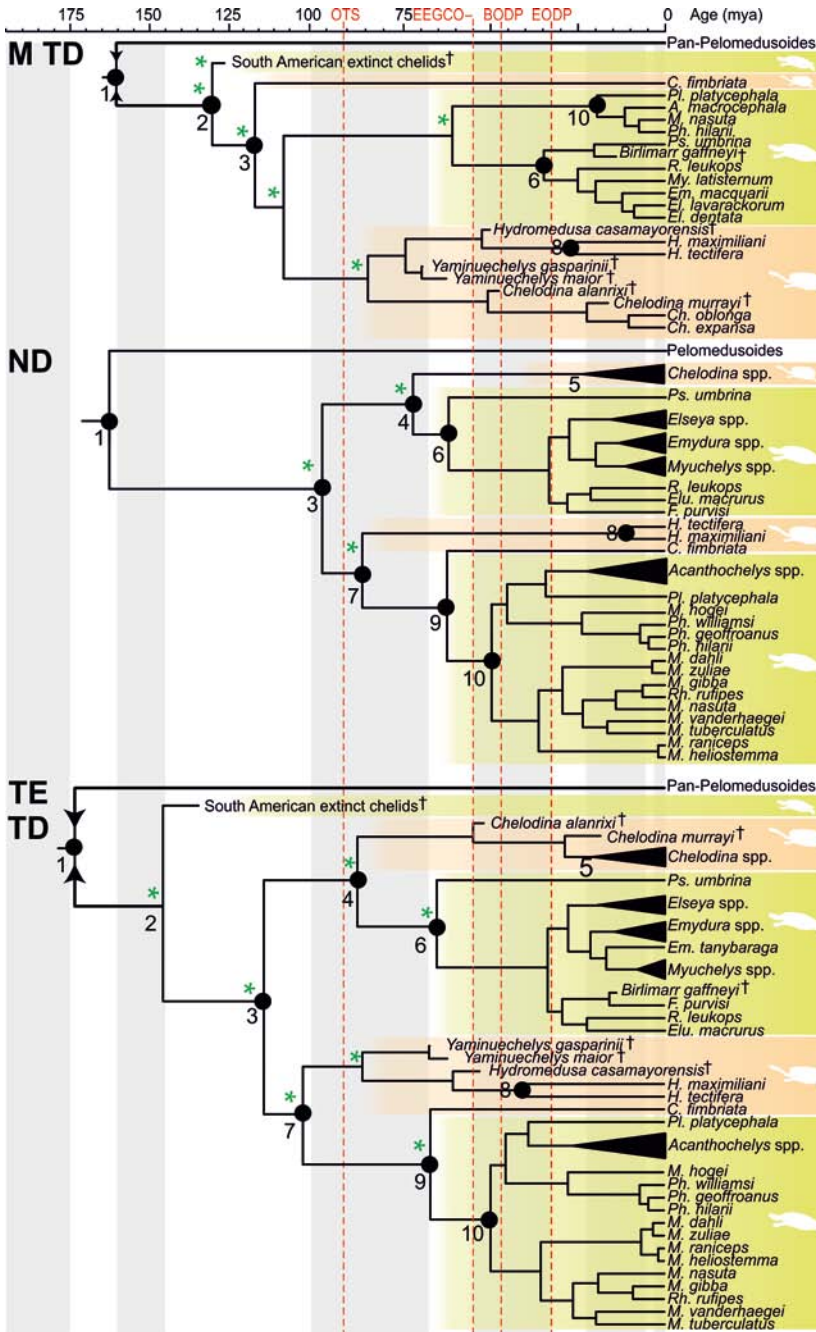 175 150 125 100 75 50 25 0 Age (mya)
OTS EEGCO BODP EODP
M TD
Pan-Pelomedusoides
South American extinct chelids†
1
2
3
C. fimbriata
Pl. platycephala
10
A. macrocephala
M. nasuta
Ph. hilarii
Ps. umbrina
Birlimarr gaffneyi†
6
R. leukops
My. latisternum
Em. macquarii
El. lavarackorum
El. dentata
Hydromedusa casamayorensis†
8
H. maximiliani
H. tectifera
Yaminuechelys gasparinii†
Yaminuechelys maior†
Chelodina alanrixi†
Chelodina murrayi†
Ch. oblonga
Ch. expansa
ND
Pelomedusoides
5
Chelodina spp.
4
Ps. umbrina
1
6
Elseya spp.
Emydura spp.
Myuchelys spp.
3
R. leukops
Elu. macrurus
F. purvisi
8
H. tectifera
H. maximiliani
C. fimbriata
7
Acanthochelys spp.
Pl. platycephala
9
M. hogei
Ph. williamsi
Ph. geoffroanus
Ph. hilarii
10
M. dahli
M. zuliae
M. gibba
Rh. rufipes
M. nasuta
M. vanderhaegei
M. tuberculatus
M. raniceps
M. heliostemma
TE
TD
Pan-Pelomedusoides
South American extinct chelids†
1
Chelodina alanrixi†
Chelodina murrayi†
5
Chelodina spp.
2
4
Ps. umbrina
6
Elseya spp.
Emydura spp.
Em. tanybaraga
Myuchelys spp.
3
Birlimarr gaffneyi†
F. purvisi
R. leukops
Elu. macrurus
Yaminuechelys gasparinii†
Yaminuechelys maior†
Hydromedusa casamayorensis†
8
H. maximiliani
H. tectifera
C. fimbriata
7
Pl. platycephala
Acanthochelys spp.
9
M. hogei
Ph. williamsi
Ph. geoffroanus
Ph. hilarii
10
M. dahli
M. zuliae
M. raniceps
M. heliostemma
M. nasuta
M. gibba
Rh. rufipes
M. vanderhaegei
M. tuberculatus